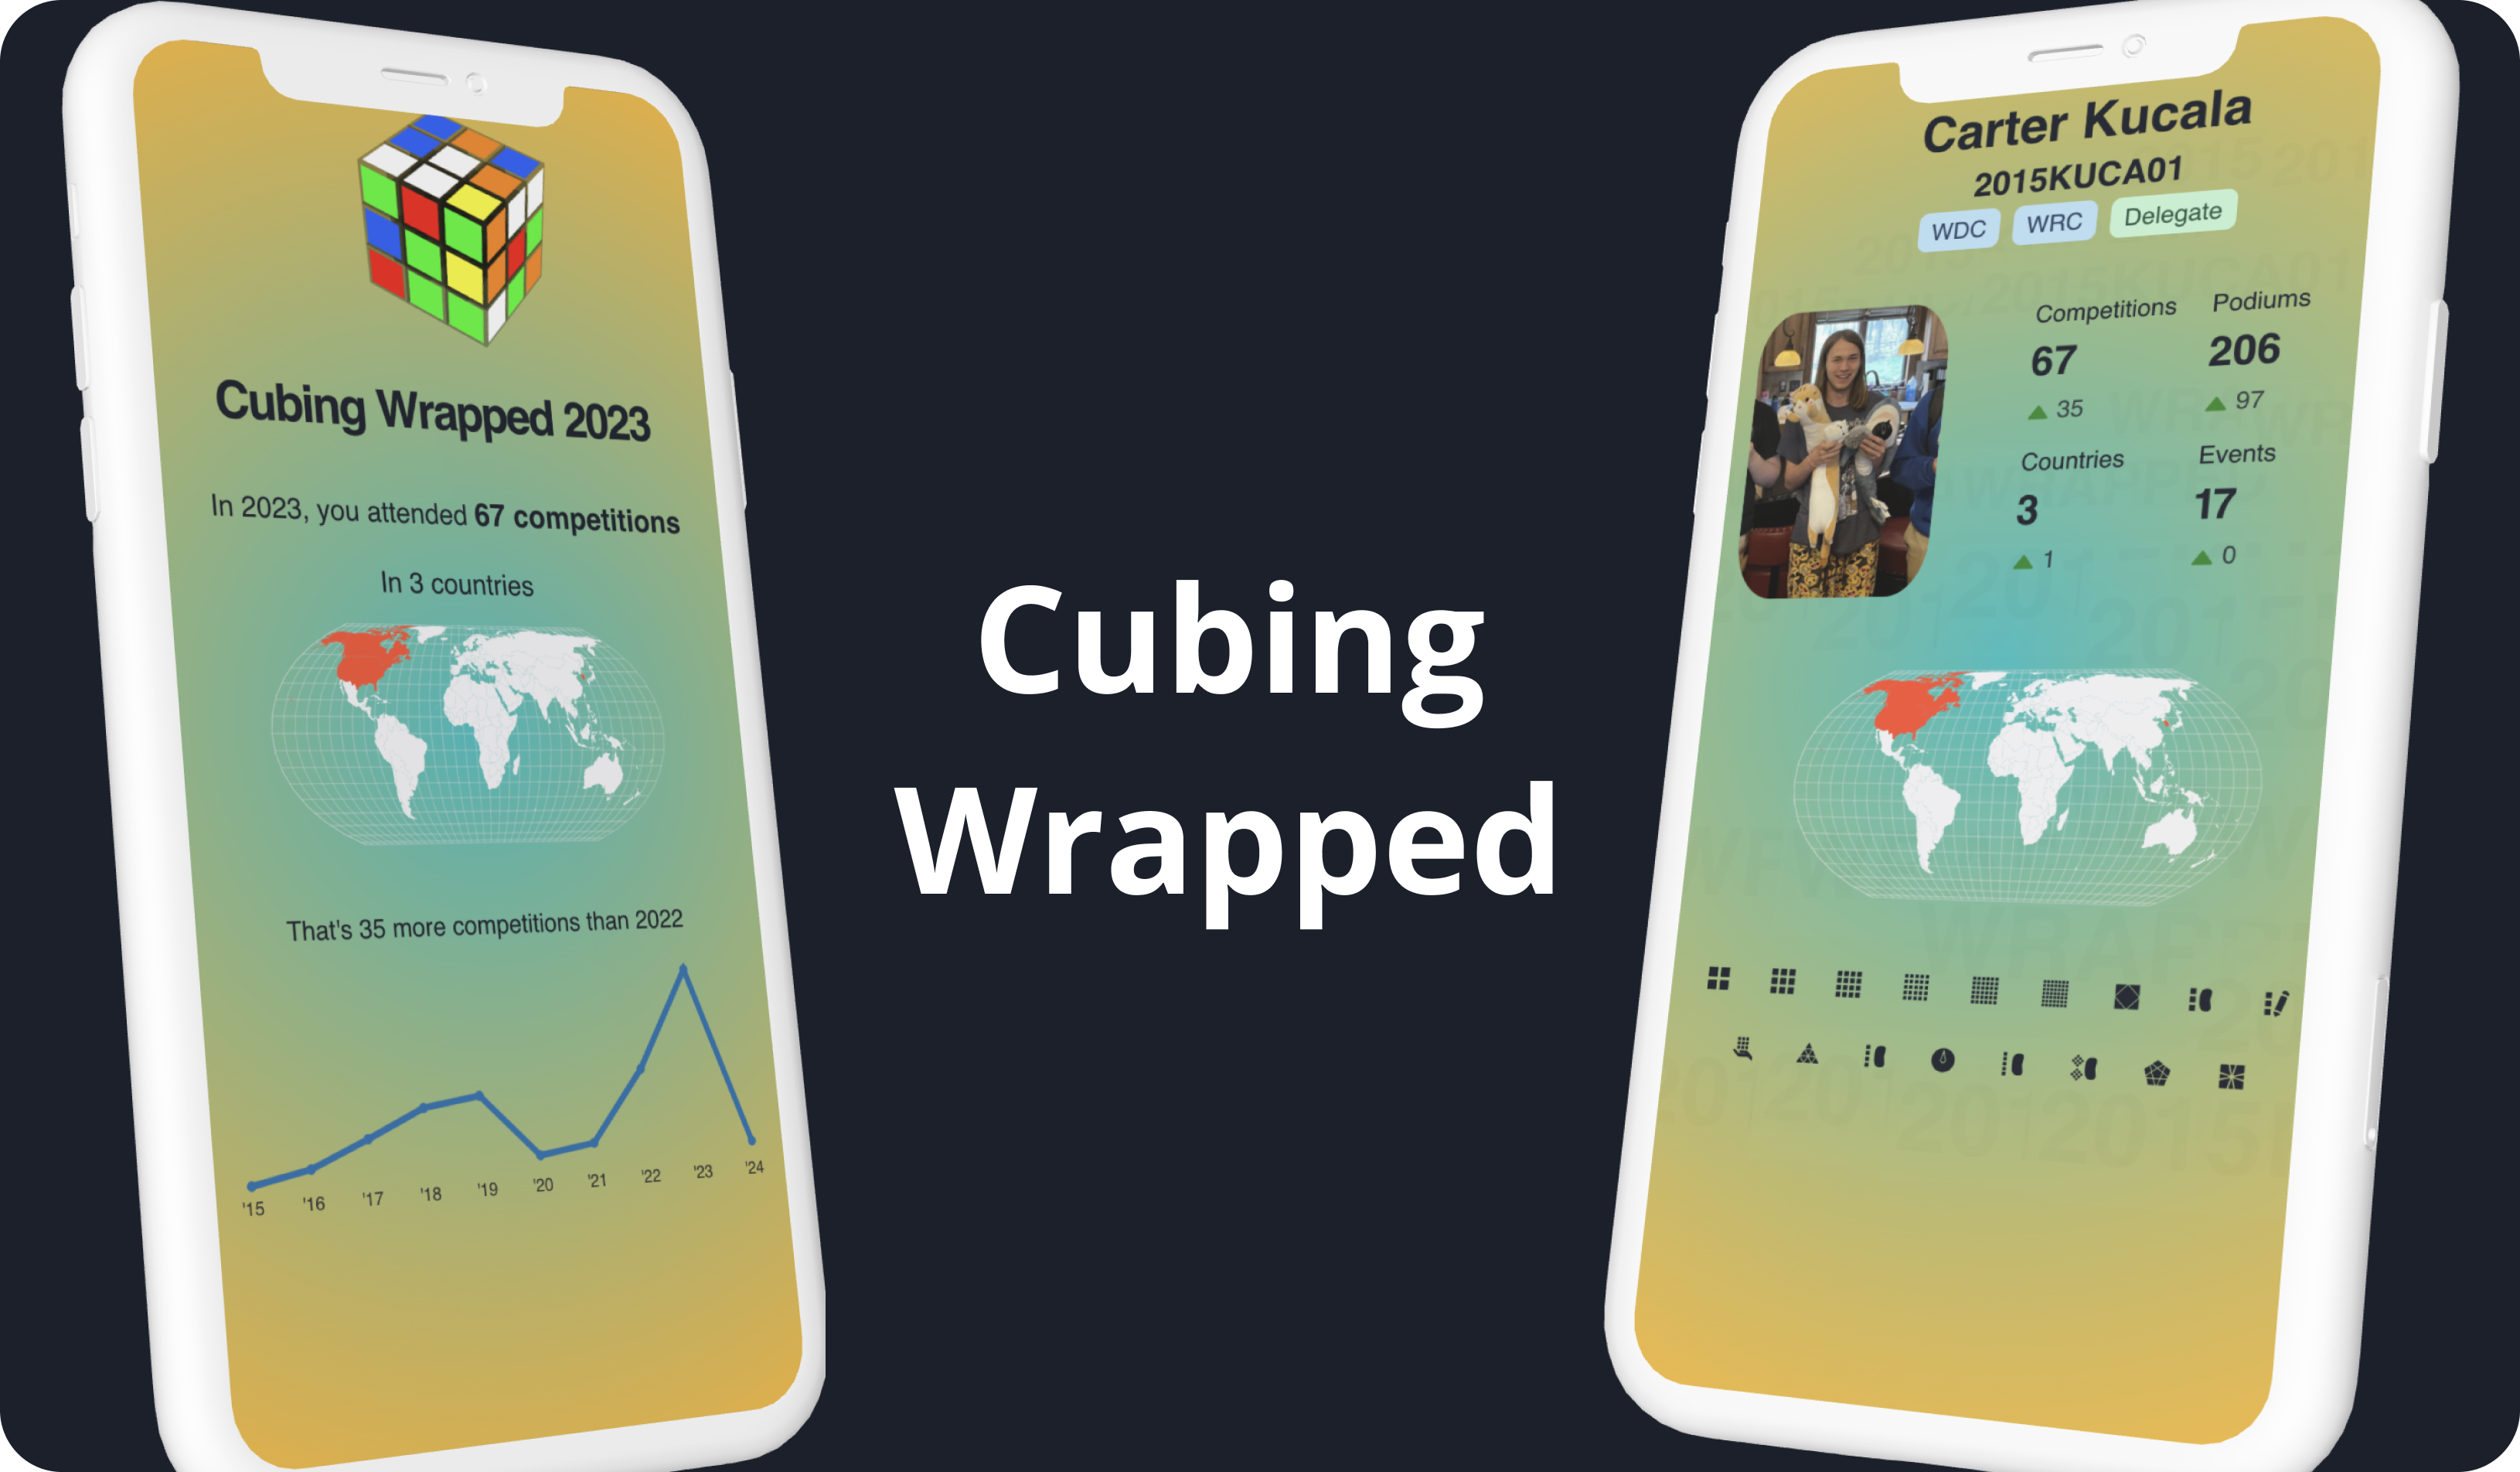 Cubing Wrapped 2023
In 2023, you attended 67 competitions
In 3 countries
That's 35 more competitions than 2022
'15 '16 '17 '18 '19 '20 '21 '22 '23 '24
Cubing
Wrapped
Carter Kucala
2015KUCA01
WDC WRC Delegate
Competitions Podiums
67 206
35 97
Countries Events
3 17
1 0